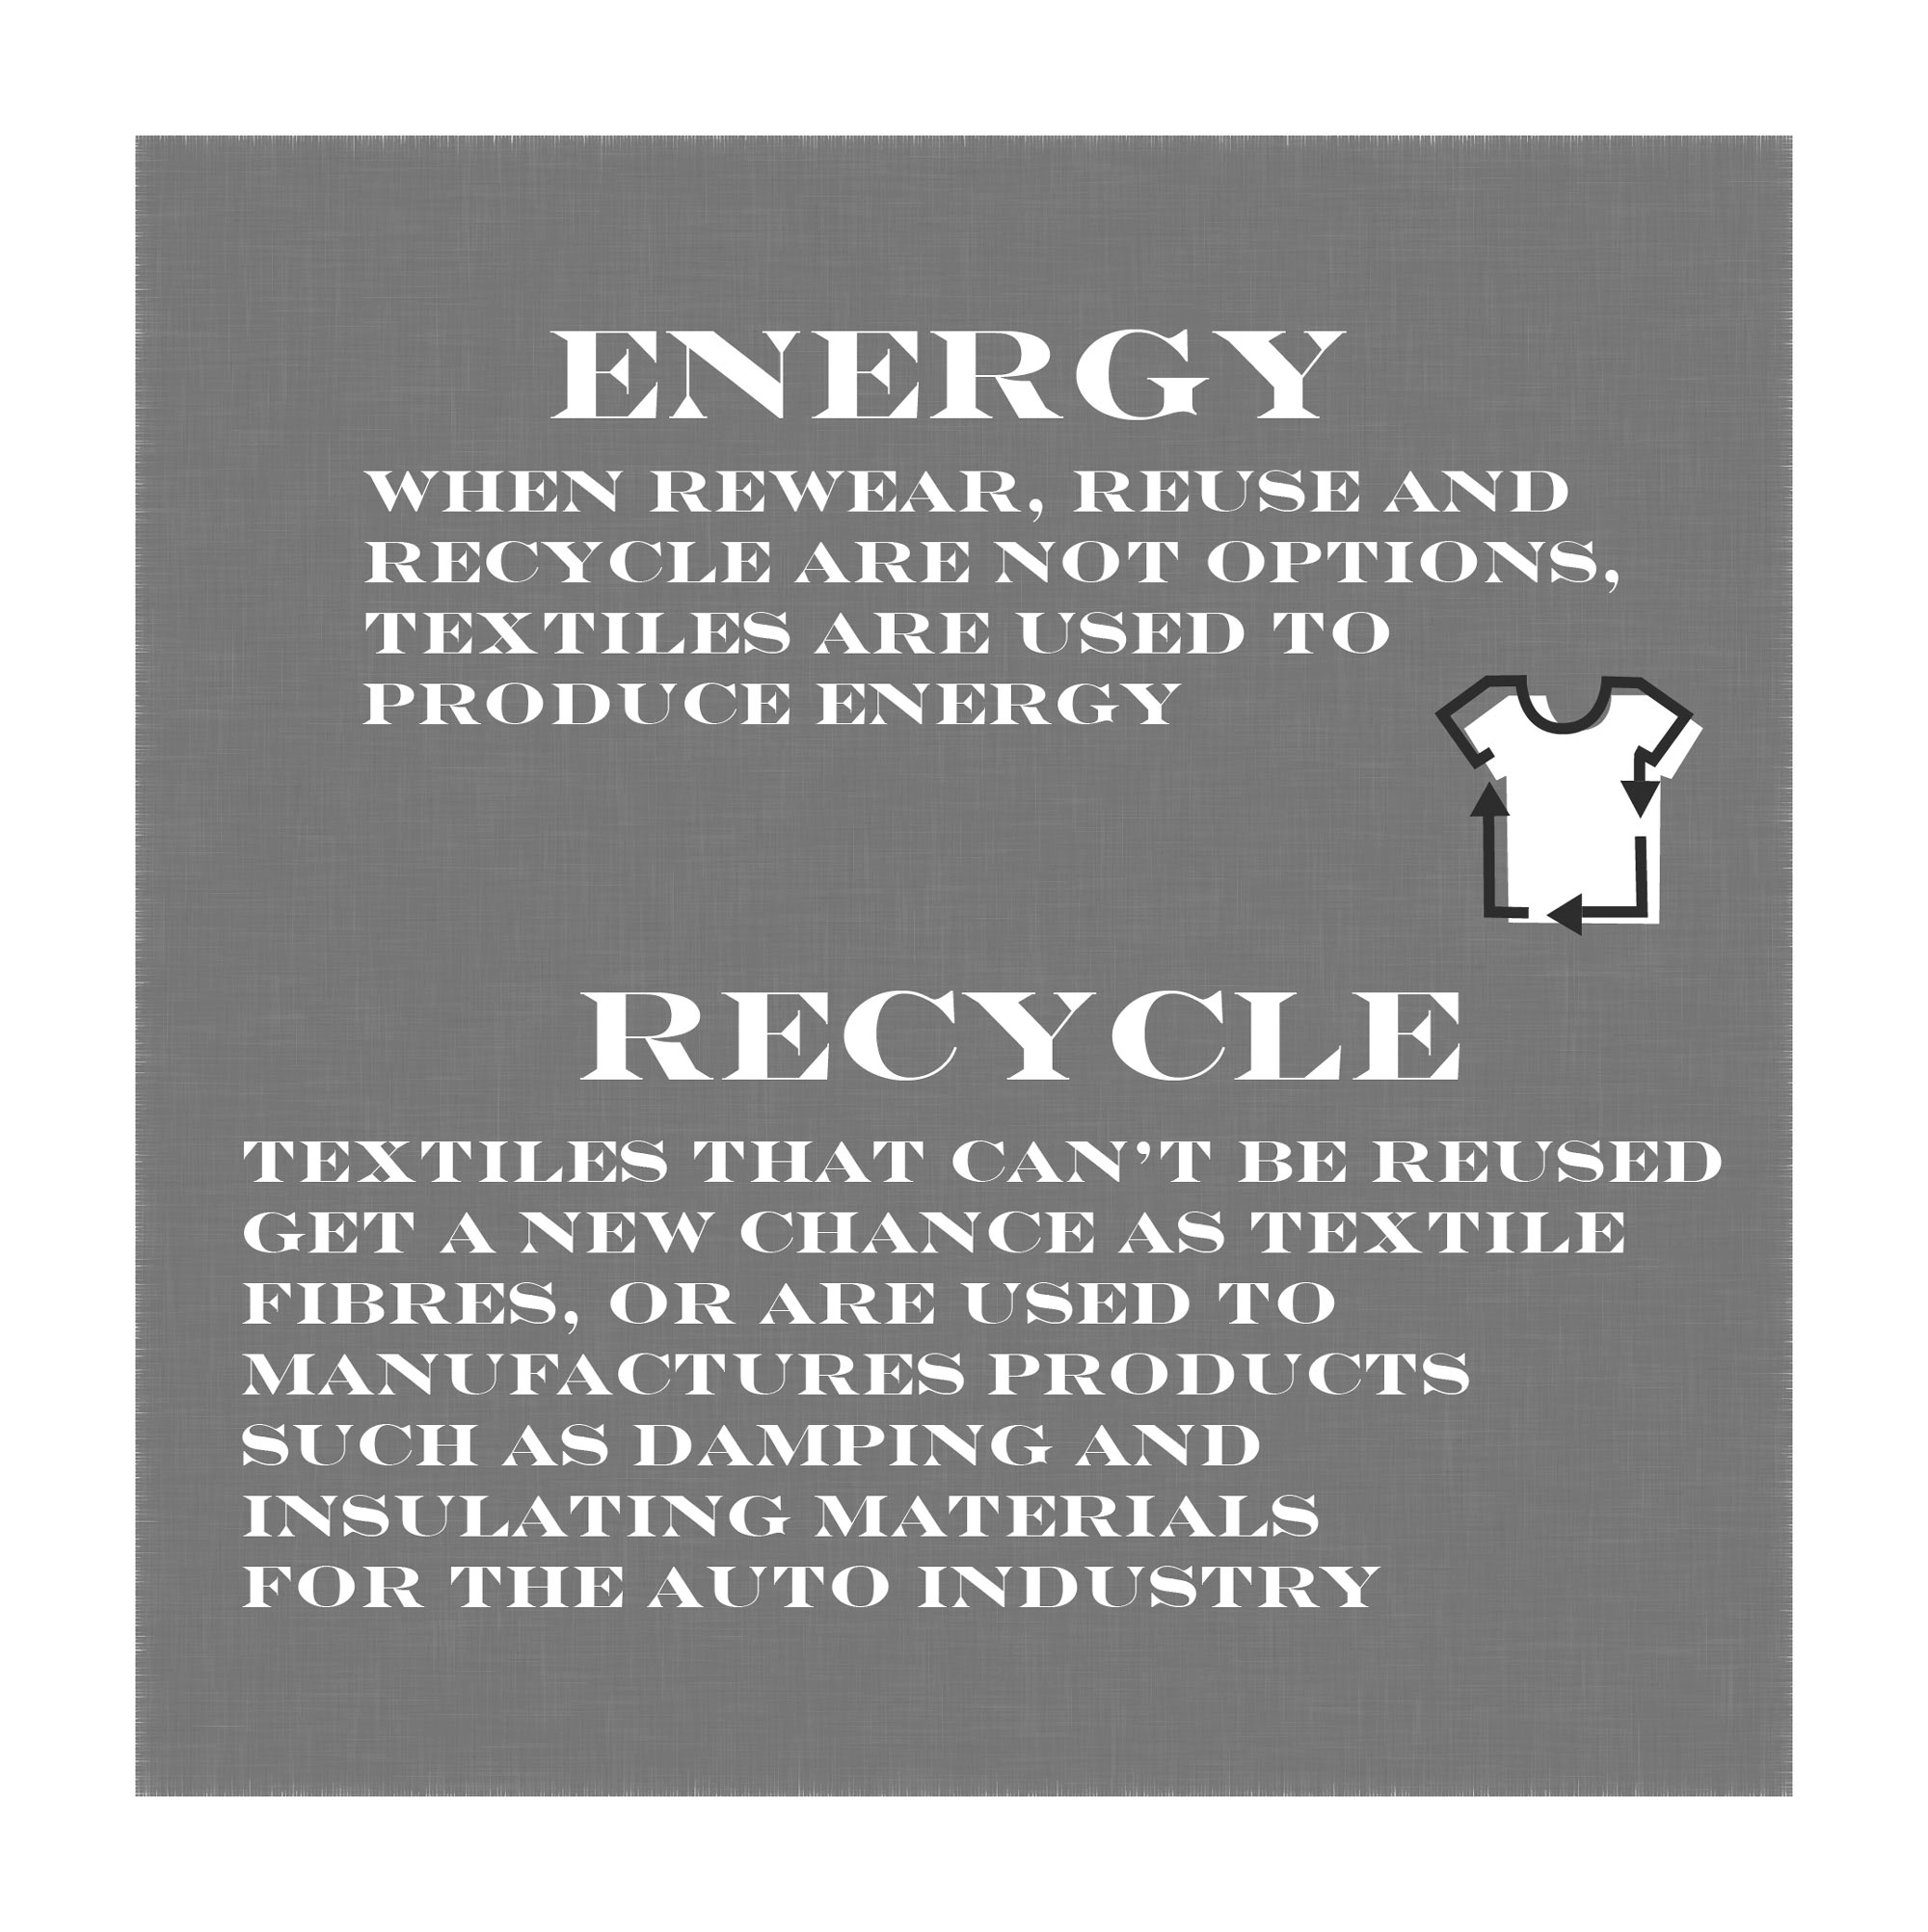 ENERGY
WHEN REWEAR, REUSE AND
RECYCLE ARE NOT OPTIONS,
TEXTILES ARE USED TO
PRODUCE ENERGY
RECYCLE
TEXTILES THAT CAN'T BE REUSED
GET A NEW CHANCE AS TEXTILE
FIBRES, OR ARE USED TO
MANUFACTURES PRODUCTS
SUCH AS DAMPING AND
INSULATING MATERIALS
FOR THE AUTO INDUSTRY